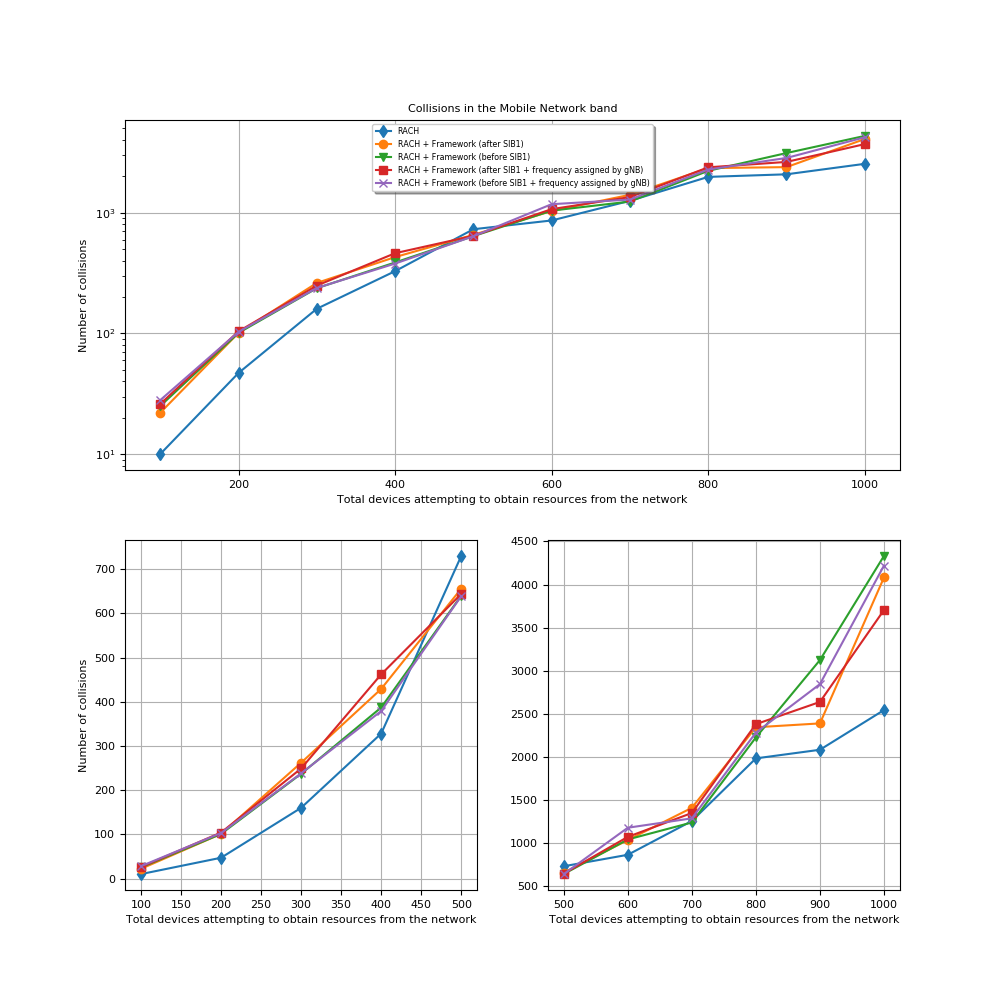 Collisions in the Mobile Network band
RACH
RACH + Framework (after SIB1)
RACH + Framework (before SIB1)
RACH + Framework (after SIB1 + frequency assigned by gNB)
RACH + Framework (before SIB1 + frequency assigned by gNB)
Number of collisions
10³
10²
10¹
200 400 600 800 1000
Total devices attempting to obtain resources from the network
Number of collisions
700
600
500
400
300
200
100
0
100 150 200 250 300 350 400 450 500
Total devices attempting to obtain resources from the network
4500
4000
3500
3000
2500
2000
1500
1000
500
500 600 700 800 900 1000
Total devices attempting to obtain resources from the network